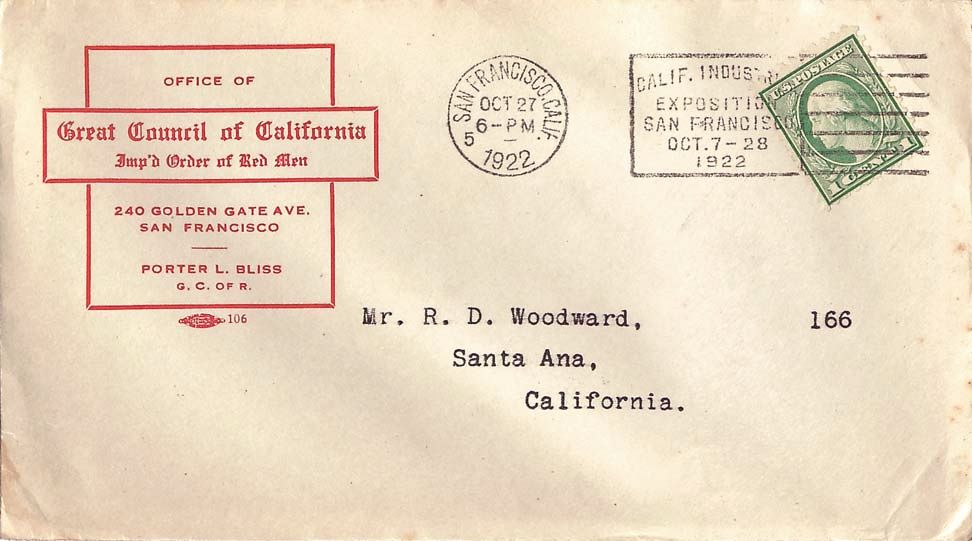 OFFICE OF
Great Council of California
Imp'd Order of Red Men
240 GOLDEN GATE AVE.
SAN FRANCISCO
PORTER L. BLISS
G. C. OF R.
106
SAN FRANCISCO, CALIF.
OCT 27
6-PM
5
1922
CALIF. INDUSTRI
EXPOSITION
SAN FRANCISCO
OCT. 7-28
1922
U.S. POSTAGE
Mr. R. D. Woodward, 166
Santa Ana,
California.